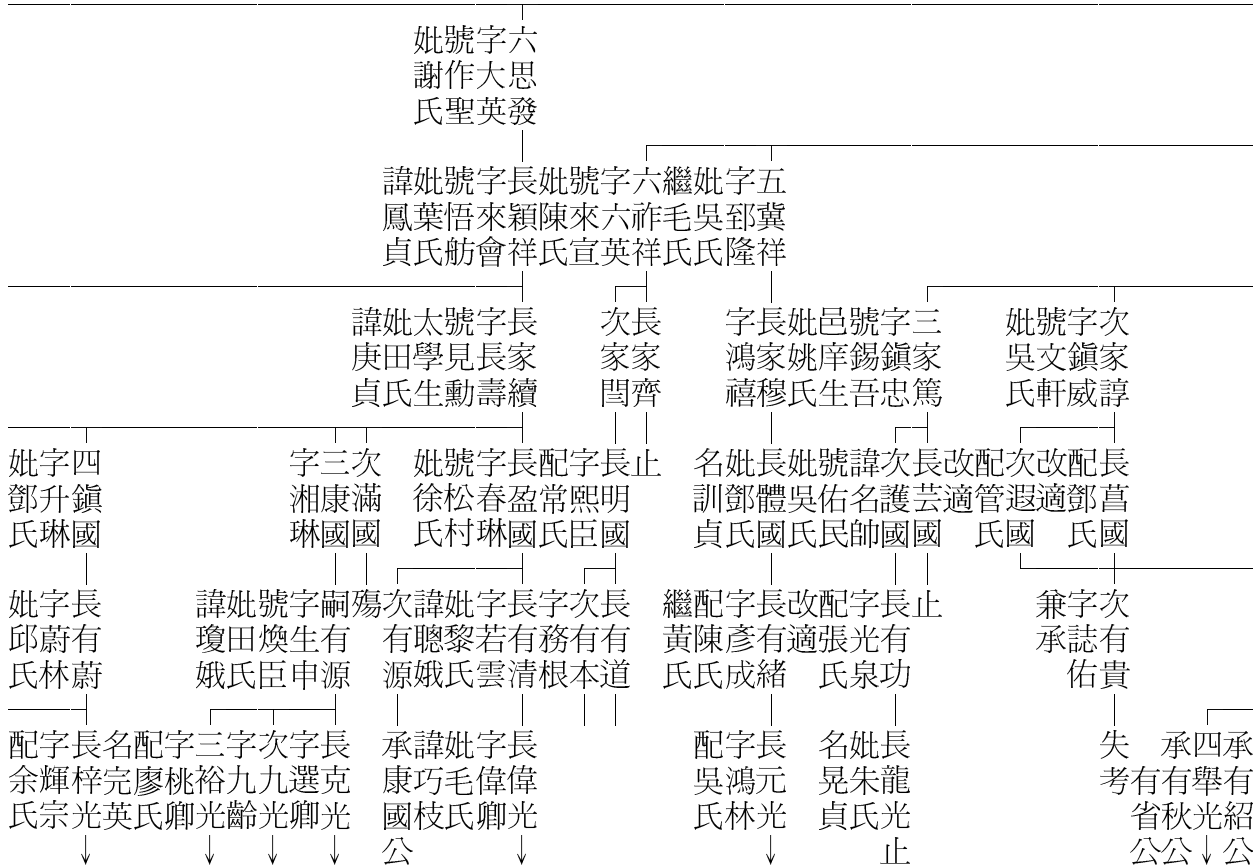 六思發
字大英
號作聖
妣謝氏
五冀祥
字郅隆
妣吳氏
繼毛氏
六祚祥
字六英
號來宣
妣陳氏
長穎祥
字來會
號悟舫
妣葉氏
諱鳳貞
次家諄
字鎭威
號文軒
妣吳氏
三家篤
字鎭忠
號錫吾
邑庠生
妣姚氏
長家穆
字鴻禧
長家齊
次家閆
長家續
字長壽
號見勳
太學生
妣田氏
諱庚貞
長菖國
配鄧氏
改適
次遐國
配管氏
改適
長芸國
次護國
諱名帥
號佑民
妣吳氏
長體國
妣鄧氏
名訓貞
止
長明國
字熙臣
配常氏
長盈國
字春琳
號松村
妣徐氏
次滿國
三康國
字湘琳
四鎭國
字升琳
妣鄧氏
次有貴
字誌佑
兼承
止
長有功
字光泉
配張氏
改適
長有緒
字彥成
配陳氏
繼黃氏
長有道
次有本
字務根
長有清
字若雲
妣黎氏
諱聰娥
次有源
殤
嗣有源
字生申
號煥臣
妣田氏
諱瓊娥
長有蔚
字蔚林
妣邱氏
承有紹公
四舉光
承有秋公
有省公
失考
長龍光止
妣朱氏
名晃貞
長元光
字鴻林
配吳氏
長偉光
字偉卿
妣毛氏
諱巧枝
承康國公
長克光
字選卿
次九光
字九齡
三裕光
字桃卿
配廖氏
名完英
長梓光
字輝宗
配余氏